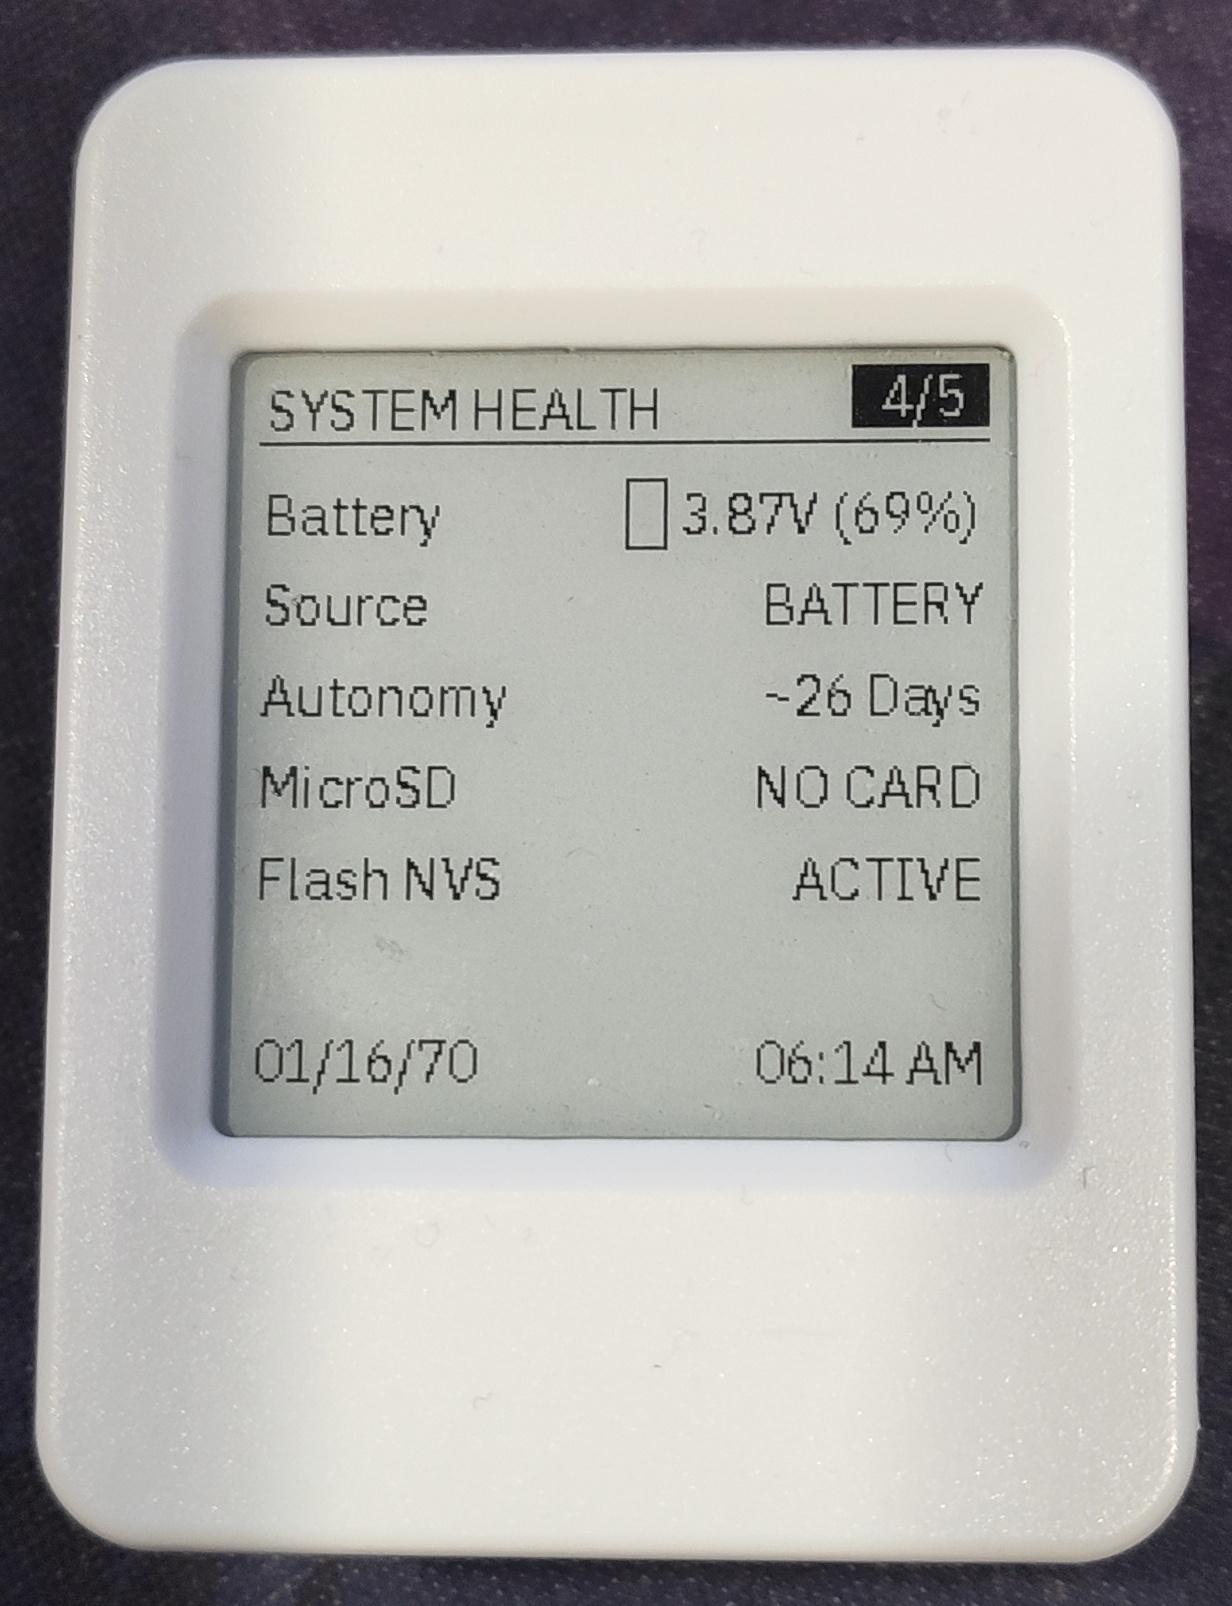 SYSTEM HEALTH 4/5
Battery 3.87V (69%)
Source BATTERY
Autonomy ~26 Days
MicroSD NO CARD
Flash NVS ACTIVE
01/16/70 06:14 AM